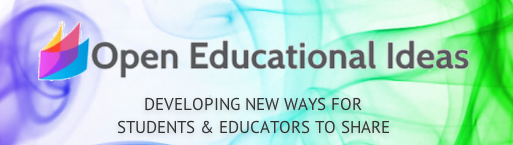 Open Educational Ideas
DEVELOPING NEW WAYS FOR
STUDENTS & EDUCATORS TO SHARE